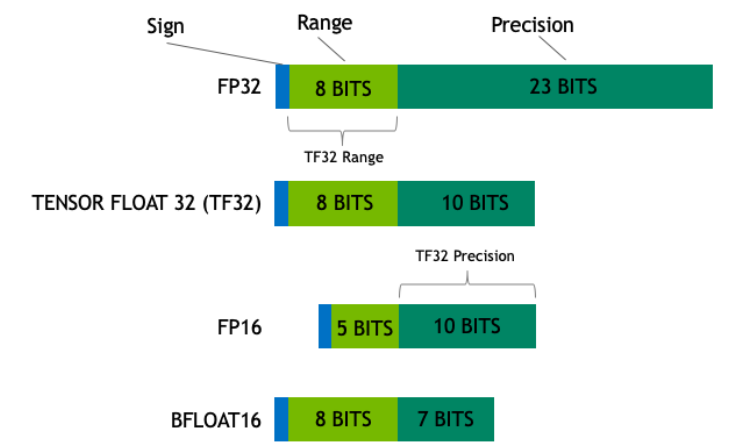 Sign
Range
Precision
FP32
8 BITS
23 BITS
TF32 Range
TENSOR FLOAT 32 (TF32)
8 BITS
10 BITS
TF32 Precision
FP16
5 BITS
10 BITS
BFLOAT16
8 BITS
7 BITS